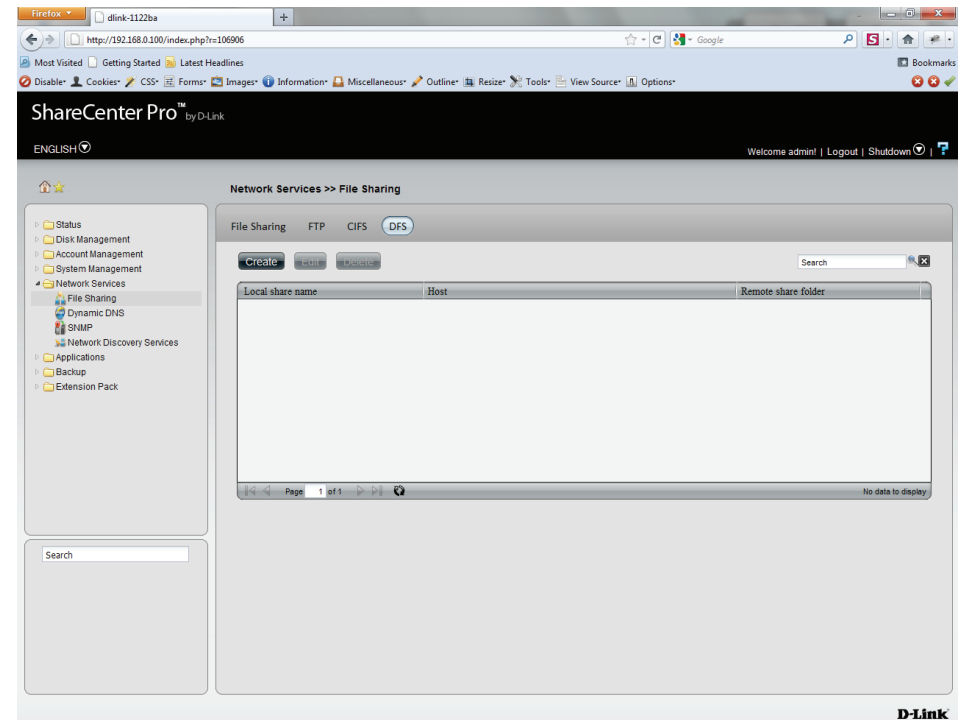 Firefox
dlink-1122ba
http://192.168.0.100/index.php?r=106906
Google
Most Visited Getting Started Latest Headlines
Bookmarks
Disable Cookies CSS Forms Images Information Miscellaneous Outline Resize Tools View Source Options
ShareCenter Pro™ by D-Link
ENGLISH
Welcome admin! | Logout | Shutdown | ?
Network Services >> File Sharing
Status
Disk Management
Account Management
System Management
Network Services
File Sharing
Dynamic DNS
SNMP
Network Discovery Services
Applications
Backup
Extension Pack
Search
File Sharing FTP CIFS DFS
Create Edit Delete
Search
Local share name Host Remote share folder
Page 1 of 1
No data to display
D-Link